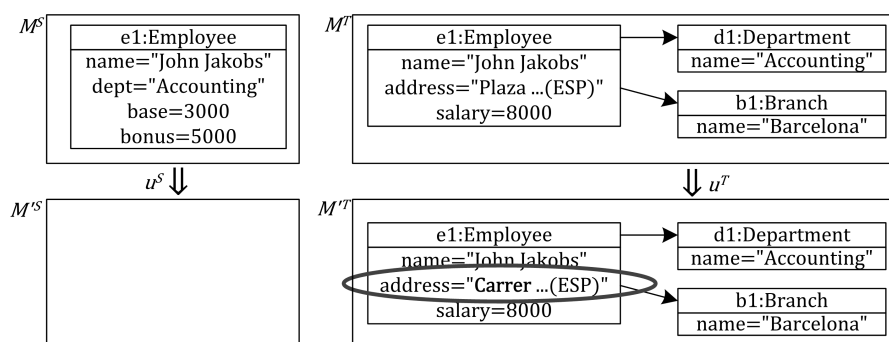 M^S
e1:Employee
name="John Jakobs"
dept="Accounting"
base=3000
bonus=5000
M^T
e1:Employee
name="John Jakobs"
address="Plaza ...(ESP)"
salary=8000
d1:Department
name="Accounting"
b1:Branch
name="Barcelona"
u^S
u^T
M'^S
M'^T
e1:Employee
name="John Jakobs"
address="Carrer ...(ESP)"
salary=8000
d1:Department
name="Accounting"
b1:Branch
name="Barcelona"